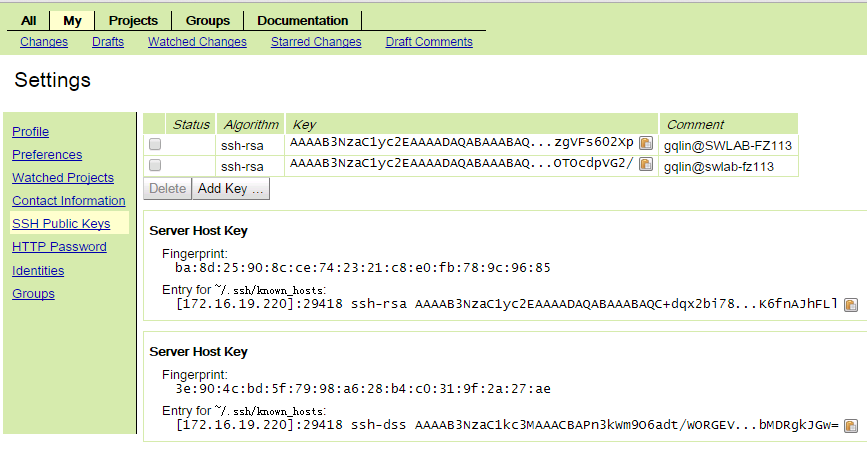 All My Projects Groups Documentation
Changes Drafts Watched Changes Starred Changes Draft Comments
Settings
Profile
Preferences
Watched Projects
Contact Information
SSH Public Keys
HTTP Password
Identities
Groups
Status Algorithm Key Comment
ssh-rsa AAAAB3NzaC1yc2EAAAADAQABAAABAQ...zgVFs6O2Xp gqlin@SWLAB-FZ113
ssh-rsa AAAAB3NzaC1yc2EAAAADAQABAAABAQ...OTOcdpVG2/ gqlin@swlab-fz113
Delete Add Key ...
Server Host Key
Fingerprint:
ba:8d:25:90:8c:ce:74:23:21:c8:e0:fb:78:9c:96:85
Entry for ~/.ssh/known_hosts:
[172.16.19.220]:29418 ssh-rsa AAAAB3NzaC1yc2EAAAADAQABAAABAQC+dqx2bi78...K6fnAJhFLl
Server Host Key
Fingerprint:
3e:90:4c:bd:5f:79:98:a6:28:b4:c0:31:9f:2a:27:ae
Entry for ~/.ssh/known_hosts:
[172.16.19.220]:29418 ssh-dss AAAAB3NzaC1kc3MAAACBAPn3kWm9O6adt/WORGEV...bMDRgkJGw=